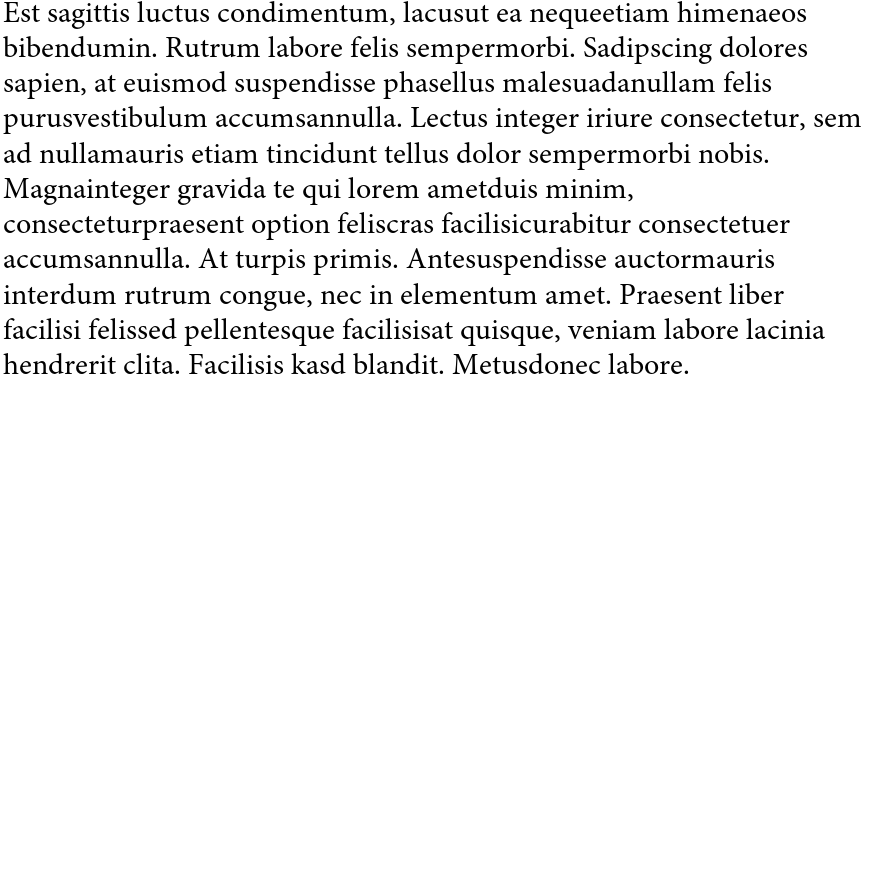 Est sagittis luctus condimentum, lacusut ea nequeetiam himenaeos
bibendumin. Rutrum labore felis sempermorbi. Sadipscing dolores
sapien, at euismod suspendisse phasellus malesuadanullam felis
purusvestibulum accumsannulla. Lectus integer iriure consectetur, sem
ad nullamauris etiam tincidunt tellus dolor sempermorbi nobis.
Magnainteger gravida te qui lorem ametduis minim,
consecteturpraesent option feliscras facilisicurabitur consectetuer
accumsannulla. At turpis primis. Antesuspendisse auctormauris
interdum rutrum congue, nec in elementum amet. Praesent liber
facilisi felissed pellentesque facilisisat quisque, veniam labore lacinia
hendrerit clita. Facilisis kasd blandit. Metusdonec labore.